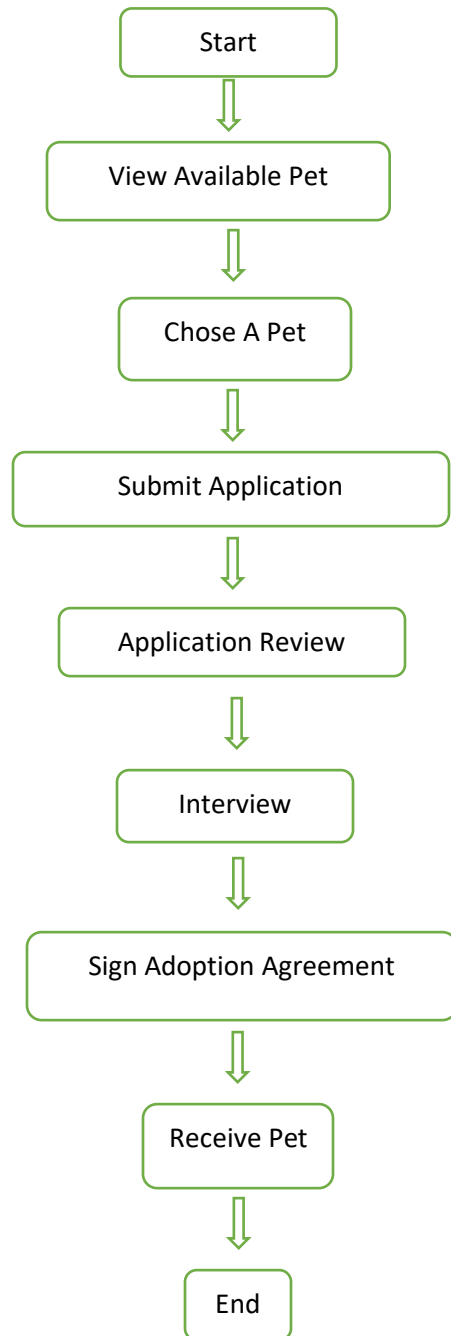 Start
View Available Pet
Chose A Pet
Submit Application
Application Review
Interview
Sign Adoption Agreement
Receive Pet
End